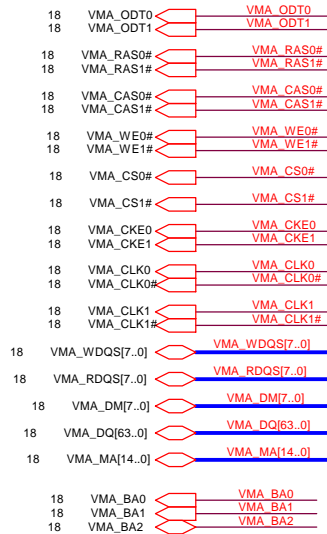 18 VMA_ODT0 VMA_ODT0
18 VMA_ODT1 VMA_ODT1
18 VMA_RAS0# VMA_RAS0#
18 VMA_RAS1# VMA_RAS1#
18 VMA_CAS0# VMA_CAS0#
18 VMA_CAS1# VMA_CAS1#
18 VMA_WE0# VMA_WE0#
18 VMA_WE1# VMA_WE1#
18 VMA_CS0# VMA_CS0#
18 VMA_CS1# VMA_CS1#
18 VMA_CKE0 VMA_CKE0
18 VMA_CKE1 VMA_CKE1
18 VMA_CLK0 VMA_CLK0
18 VMA_CLK0# VMA_CLK0#
18 VMA_CLK1 VMA_CLK1
18 VMA_CLK1# VMA_CLK1#
18 VMA_WDQS[7..0] VMA_WDQS[7..0]
18 VMA_RDQS[7..0] VMA_RDQS[7..0]
18 VMA_DM[7..0] VMA_DM[7..0]
18 VMA_DQ[63..0] VMA_DQ[63..0]
18 VMA_MA[14..0] VMA_MA[14..0]
18 VMA_BA0 VMA_BA0
18 VMA_BA1 VMA_BA1
18 VMA_BA2 VMA_BA2